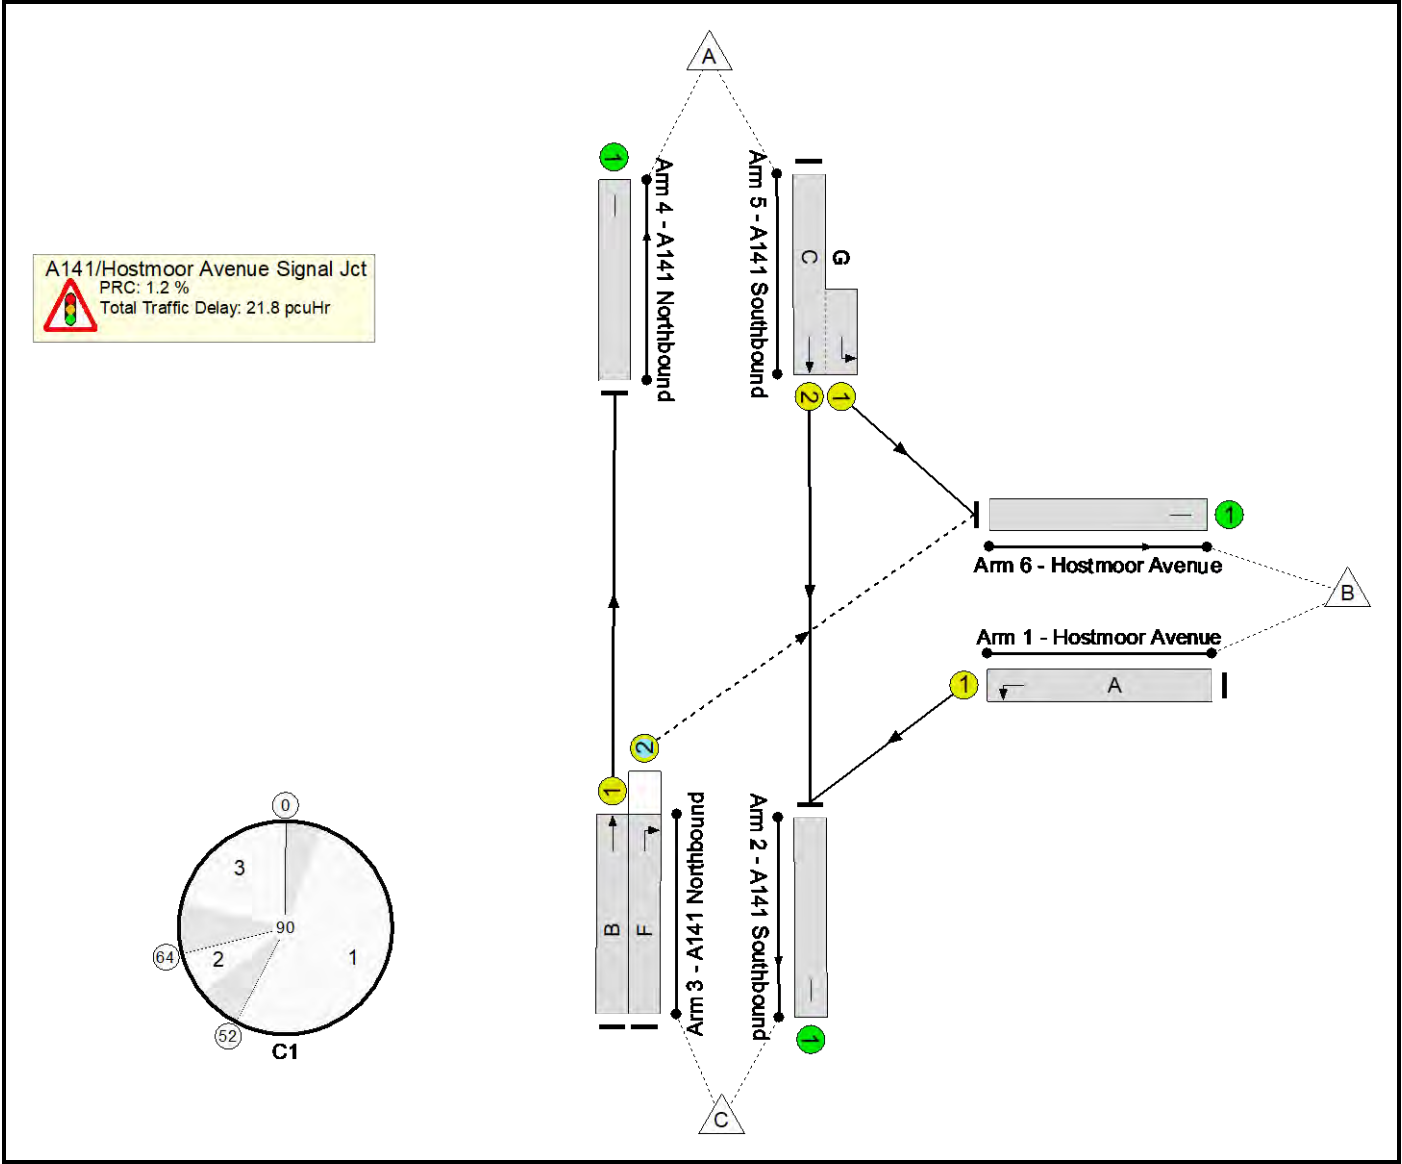 A
1
Arm 4 - A141 Northbound
Arm 5 - A141 Southbound
C
G
A141/Hostmoor Avenue Signal Jct
PRC: 1.2 %
Total Traffic Delay: 21.8 pcuHr
2
1
1
Arm 6 - Hostmoor Avenue
B
Arm 1 - Hostmoor Avenue
1
A
2
1
B
F
Arm 3 - A141 Northbound
Arm 2 - A141 Southbound
1
0
3
90
64
2
1
52
C1
C